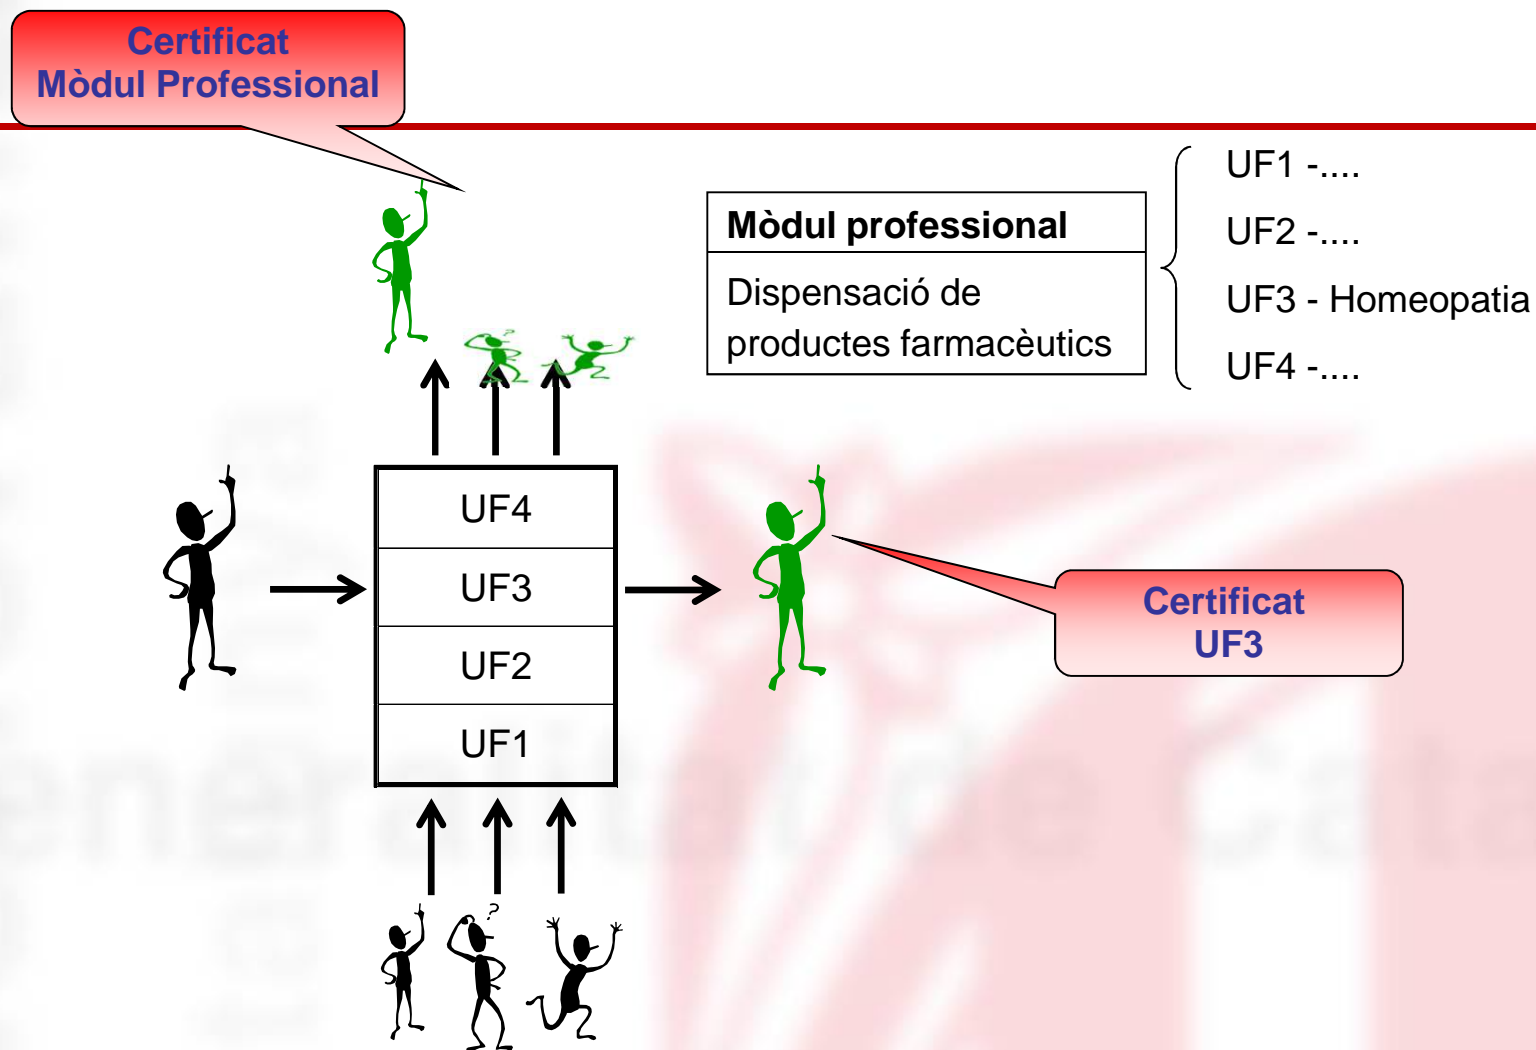 Certificat
Mòdul Professional
Mòdul professional
Dispensació de
productes farmacèutics
UF1 -....
UF2 -....
UF3 - Homeopatia
UF4 -....
UF4
UF3
UF2
UF1
Certificat
UF3
?
?